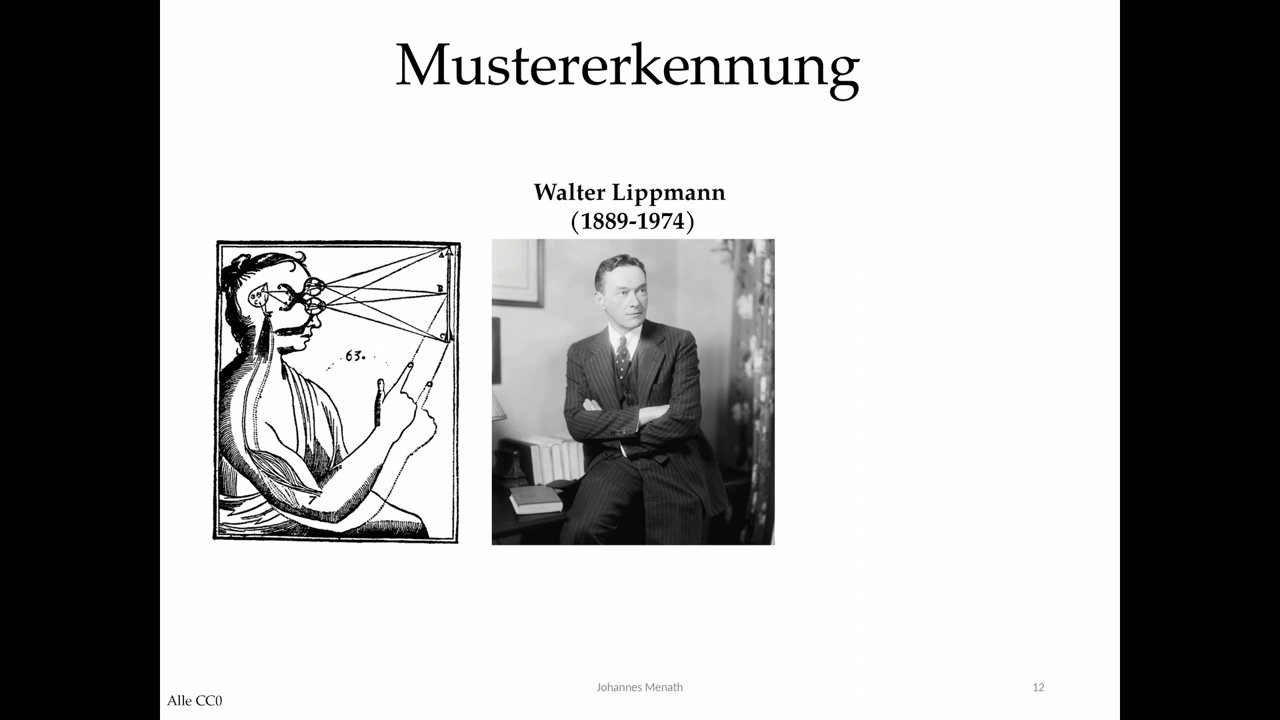 Mustererkennung
Walter Lippmann
(1889-1974)
A
B
C
63.
Johannes Menath
12
Alle CC0